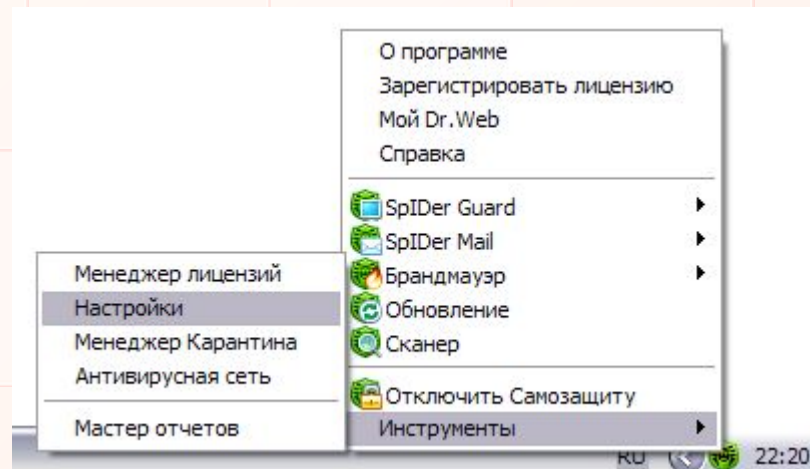 О программе
Зарегистрировать лицензию
Мой Dr.Web
Справка
SpIDer Guard
SpIDer Mail
Брандмауэр
Обновление
Сканер
Отключить Самозащиту
Инструменты
Менеджер лицензий
Настройки
Менеджер Карантина
Антивирусная сеть
Мастер отчетов
RU 22:20